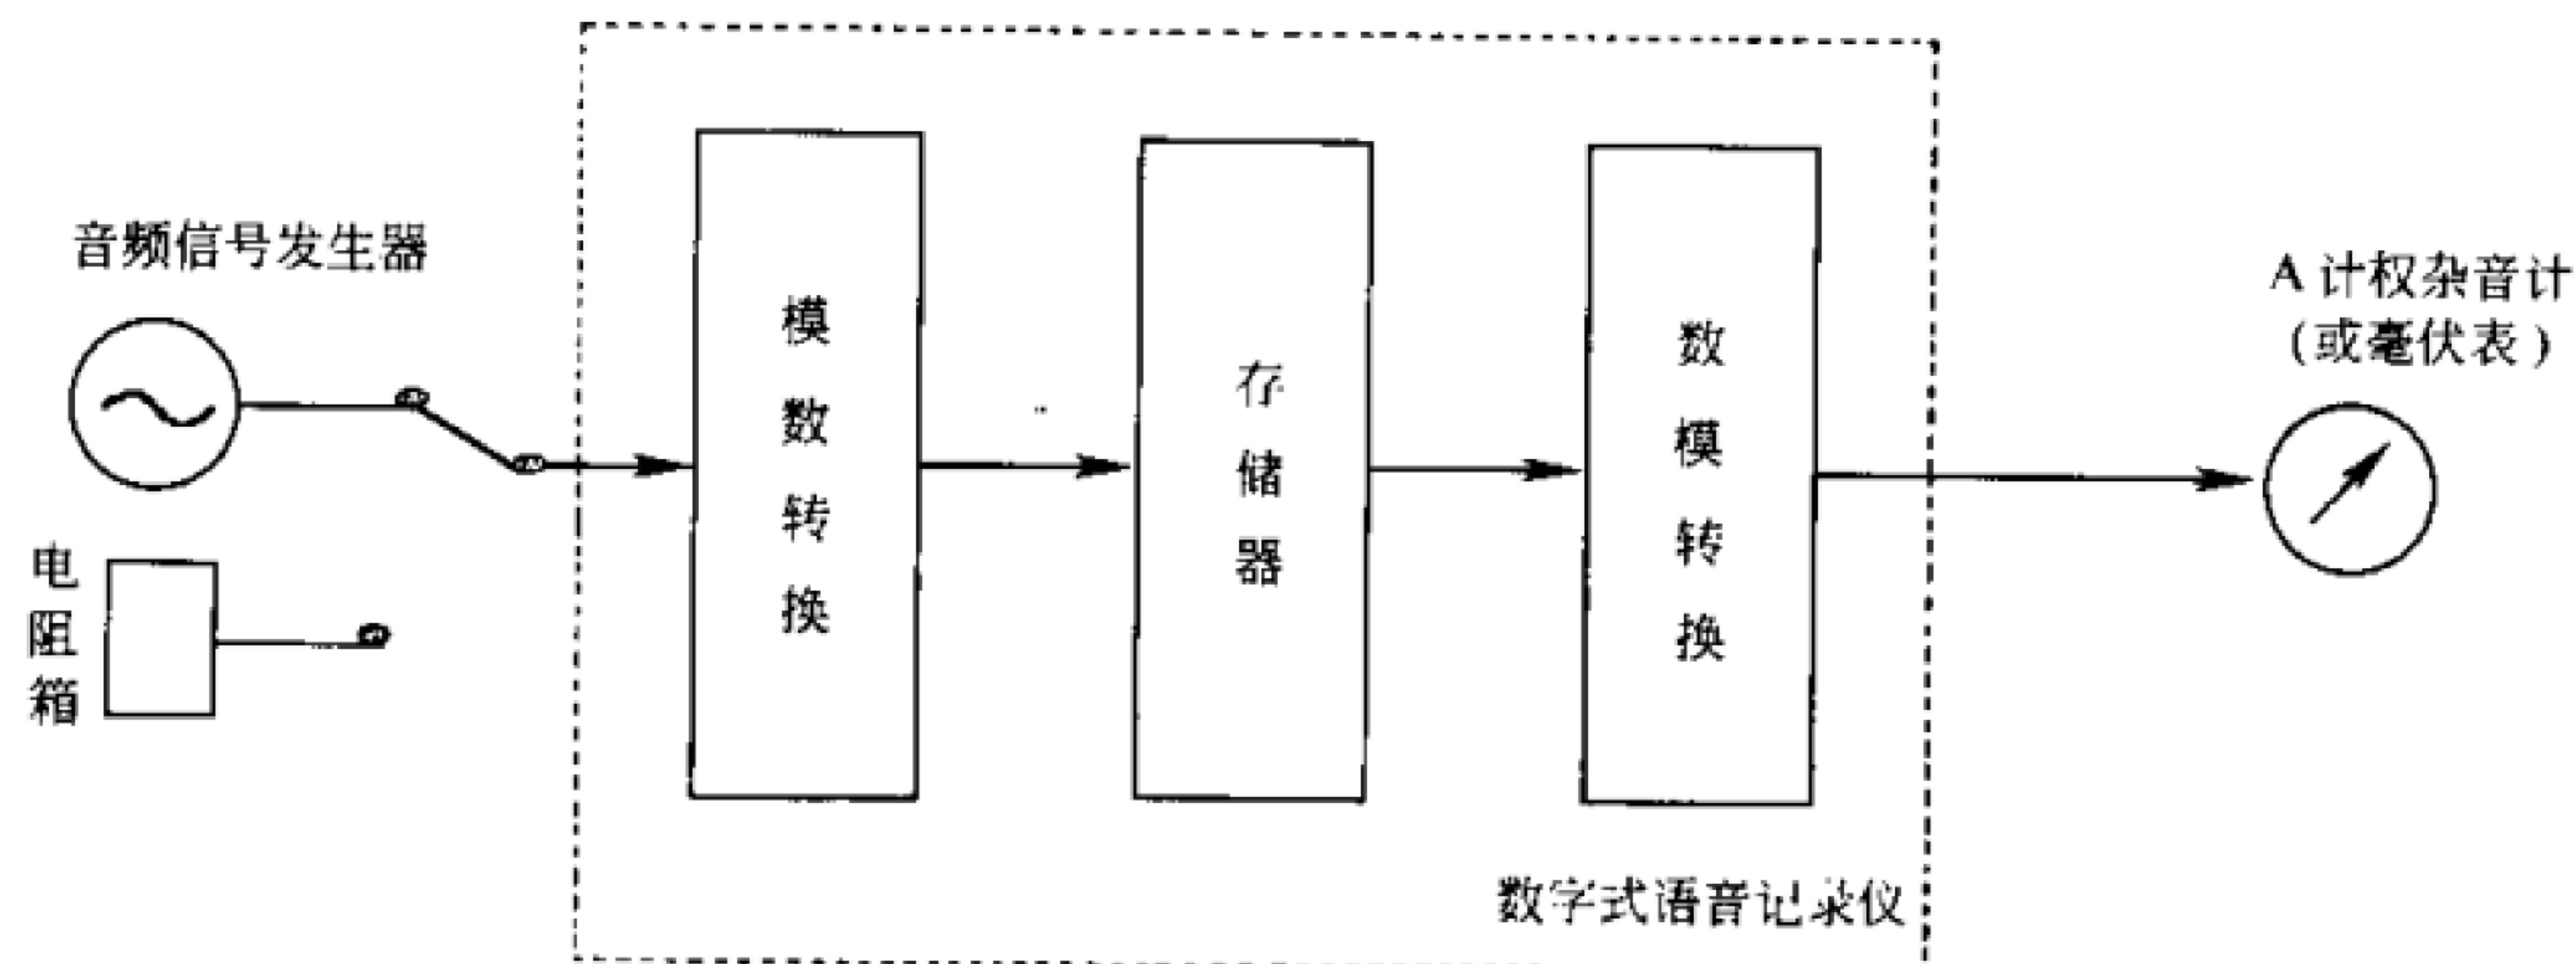 音频信号发生器
电阻箱
模数转换
存储器
数模转换
A计权杂音计
(或毫伏表)
数字式语音记录仪